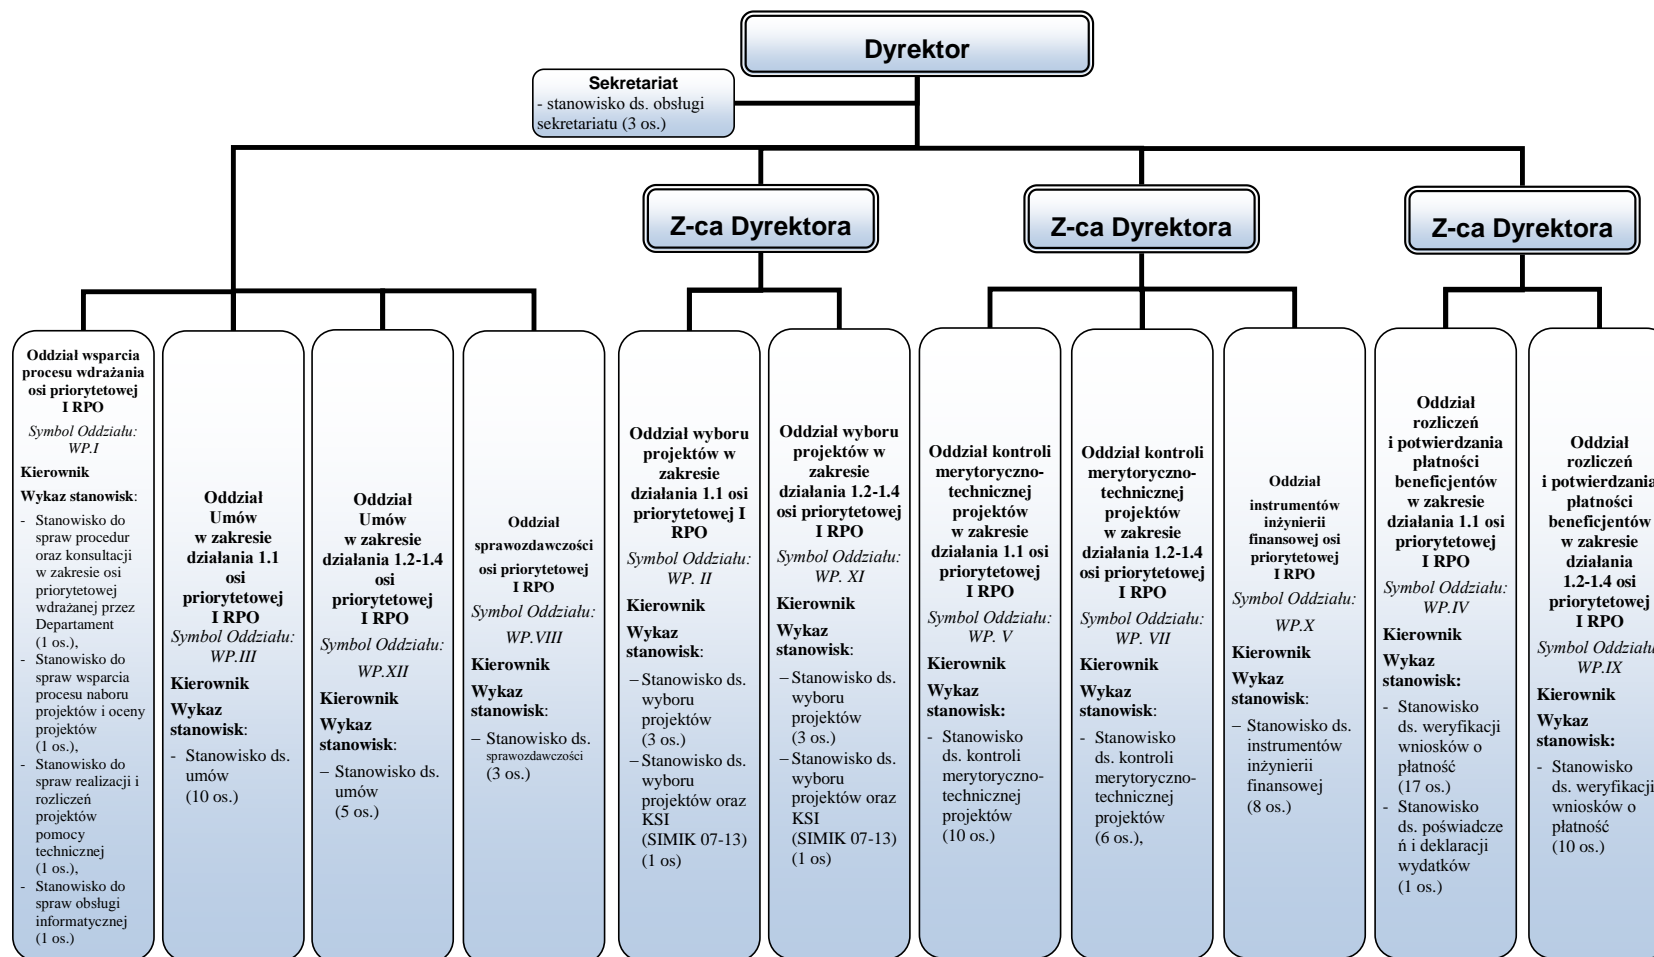 Dyrektor
Sekretariat
- stanowisko ds. obsługi
sekretariatu (3 os.)
Z-ca Dyrektora
Z-ca Dyrektora
Z-ca Dyrektora
Oddział wsparcia
procesu wdrażania
osi priorytetowej
I RPO
Symbol Oddziału:
WP.I
Kierownik
Wykaz stanowisk:
- Stanowisko do
spraw procedur
oraz konsultacji
w zakresie osi
priorytetowej
wdrażanej przez
Departament
(1 os.),
- Stanowisko do
spraw wsparcia
procesu naboru
projektów i oceny
projektów
(1 os.),
- Stanowisko do
spraw realizacji i
rozliczeń
projektów
pomocy
technicznej
(1 os.),
- Stanowisko do
spraw obsługi
informatycznej
(1 os.)
Oddział
Umów
w zakresie
działania 1.1
osi
priorytetowej
I RPO
Symbol Oddziału:
WP.III
Kierownik
Wykaz
stanowisk:
- Stanowisko ds.
umów
(10 os.)
Oddział
Umów
w zakresie
działania 1.2-1.4
osi
priorytetowej
I RPO
Symbol Oddziału:
WP.XII
Kierownik
Wykaz
stanowisk:
– Stanowisko ds.
umów
(5 os.)
Oddział
sprawozdawczości
osi priorytetowej
I RPO
Symbol Oddziału:
WP.VIII
Kierownik
Wykaz
stanowisk:
– Stanowisko ds.
sprawozdawczości
(3 os.)
Oddział wyboru
projektów w
zakresie
działania 1.1 osi
priorytetowej I
RPO
Symbol Oddziału:
WP. II
Kierownik
Wykaz
stanowisk:
– Stanowisko ds.
wyboru
projektów
(3 os.)
– Stanowisko ds.
wyboru
projektów oraz
KSI
(SIMIK 07-13)
(1 os)
Oddział wyboru
projektów w
zakresie
działania 1.2-1.4
osi priorytetowej
I RPO
Symbol Oddziału:
WP. XI
Kierownik
Wykaz
stanowisk:
– Stanowisko ds.
wyboru
projektów
(3 os.)
– Stanowisko ds.
wyboru
projektów oraz
KSI
(SIMIK 07-13)
(1 os)
Oddział kontroli
merytoryczno-
technicznej
projektów
w zakresie
działania 1.1 osi
priorytetowej
I RPO
Symbol Oddziału:
WP. V
Kierownik
Wykaz
stanowisk:
- Stanowisko
ds. kontroli
merytoryczno-
technicznej
projektów
(10 os.)
Oddział kontroli
merytoryczno-
technicznej
projektów
w zakresie
działania 1.2-1.4
osi priorytetowej
I RPO
Symbol Oddziału:
WP. VII
Kierownik
Wykaz
stanowisk:
- Stanowisko
ds. kontroli
merytoryczno-
technicznej
projektów
(6 os.),
Oddział
instrumentów
inżynierii
finansowej osi
priorytetowej
I RPO
Symbol Oddziału:
WP.X
Kierownik
Wykaz
stanowisk:
– Stanowisko ds.
instrumentów
inżynierii
finansowej
(8 os.)
Oddział
rozliczeń
i potwierdzania
płatności
beneficjentów
w zakresie
działania 1.1 osi
priorytetowej
I RPO
Symbol Oddziału:
WP.IV
Kierownik
Wykaz
stanowisk:
- Stanowisko
ds. weryfikacji
wniosków o
płatność
(17 os.)
- Stanowisko
ds. poświadcze
ń i deklaracji
wydatków
(1 os.)
Oddział
rozliczeń
i potwierdzania
płatności
beneficjentów
w zakresie
działania
1.2-1.4 osi
priorytetowej
I RPO
Symbol Oddziału:
WP.IX
Kierownik
Wykaz
stanowisk:
- Stanowisko
ds. weryfikacji
wniosków o
płatność
(10 os.)